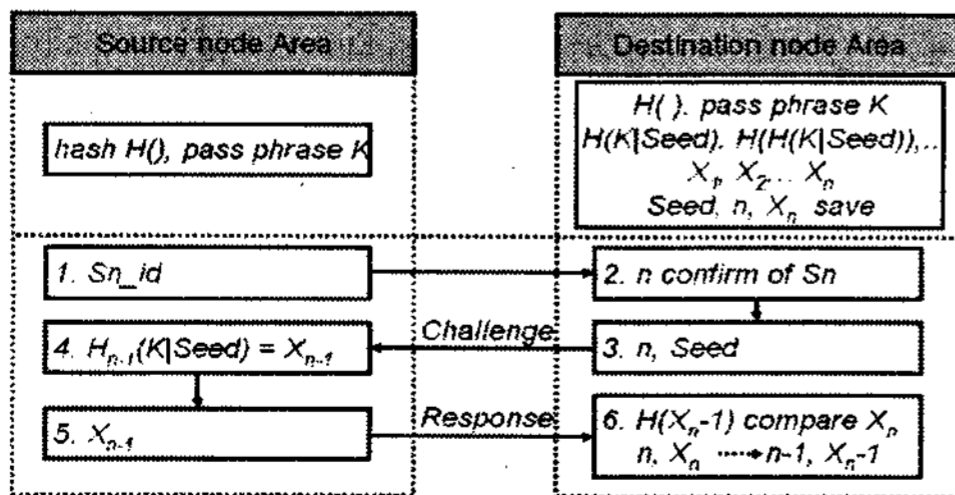 Source node Area
Destination node Area
hash H(), pass phrase K
H( ). pass phrase K
H(K|Seed). H(H(K|Seed)),..
X₁, X₂... Xₙ
Seed, n, Xₙ save
1. Sn_id
2. n confirm of Sn
Challenge
4. Hₙ₋₁(K|Seed) = Xₙ₋₁
3. n, Seed
Response
5. Xₙ₋₁
6. H(Xₙ-1) compare Xₙ
n, Xₙ ⋯→ n-1, Xₙ-1